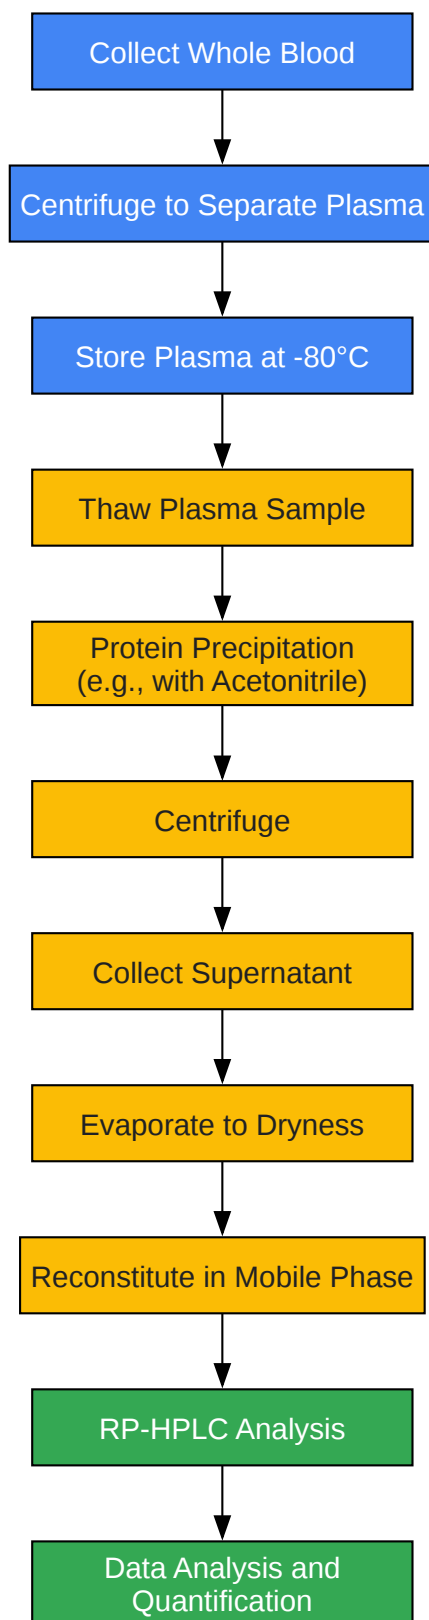 Collect Whole Blood
Centrifuge to Separate Plasma
Store Plasma at -80°C
Thaw Plasma Sample
Protein Precipitation
(e.g., with Acetonitrile)
Centrifuge
Collect Supernatant
Evaporate to Dryness
Reconstitute in Mobile Phase
RP-HPLC Analysis
Data Analysis and
Quantification